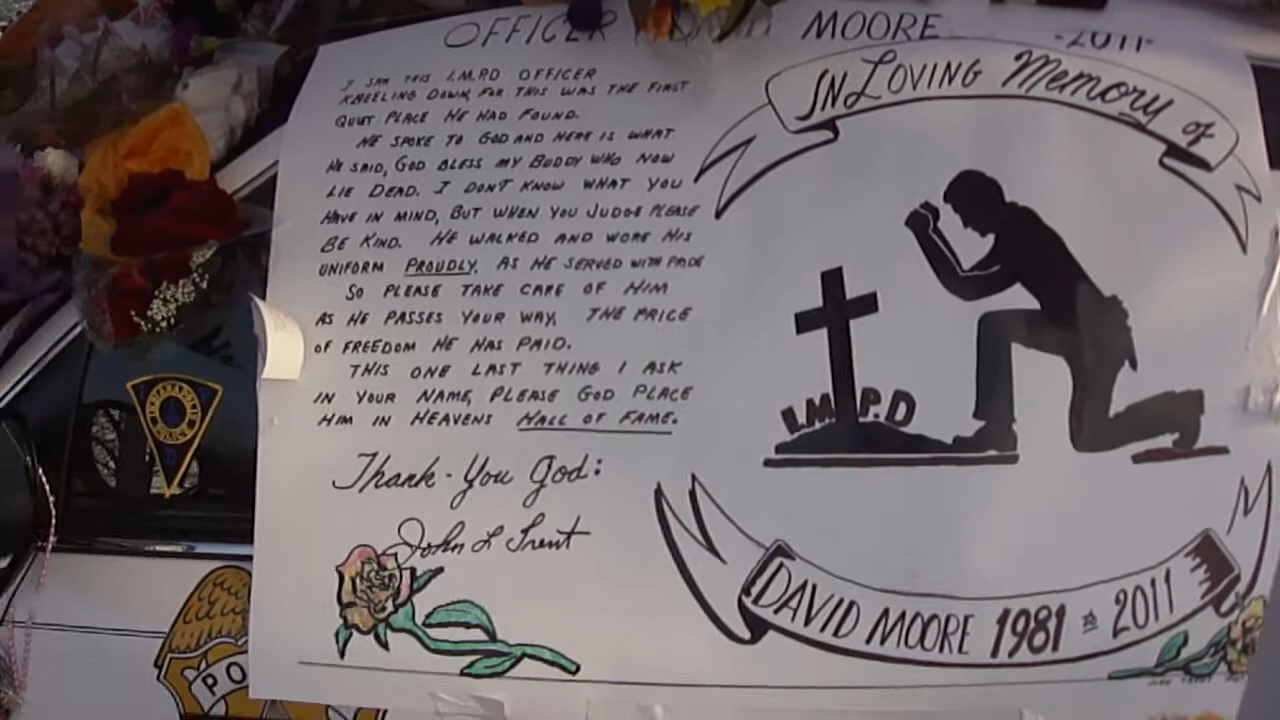 OFFICER DAVID MOORE -2011-
I SAW THIS I.M.P.D OFFICER
KNEELING DOWN, FOR THIS WAS THE FIRST
QUIET PLACE HE HAD FOUND.
HE SPOKE TO GOD AND HERE IS WHAT
HE SAID, GOD BLESS MY BUDDY WHO NOW
LIE DEAD. I DON'T KNOW WHAT YOU
HAVE IN MIND, BUT WHEN YOU JUDGE PLEASE
BE KIND. HE WALKED AND WORE HIS
UNIFORM PROUDLY, AS HE SERVED WITH PRIDE
SO PLEASE TAKE CARE OF HIM
AS HE PASSES YOUR WAY, THE PRICE
OF FREEDOM HE HAS PAID.
THIS ONE LAST THING I ASK
IN YOUR NAME, PLEASE GOD PLACE
HIM IN HEAVENS HALL OF FAME.
Thank-You God:
John L Trent
IN LOVING Memory of
I.M.P.D
DAVID MOORE 1981 2011
INDIANAPOLIS
POLICE
PO